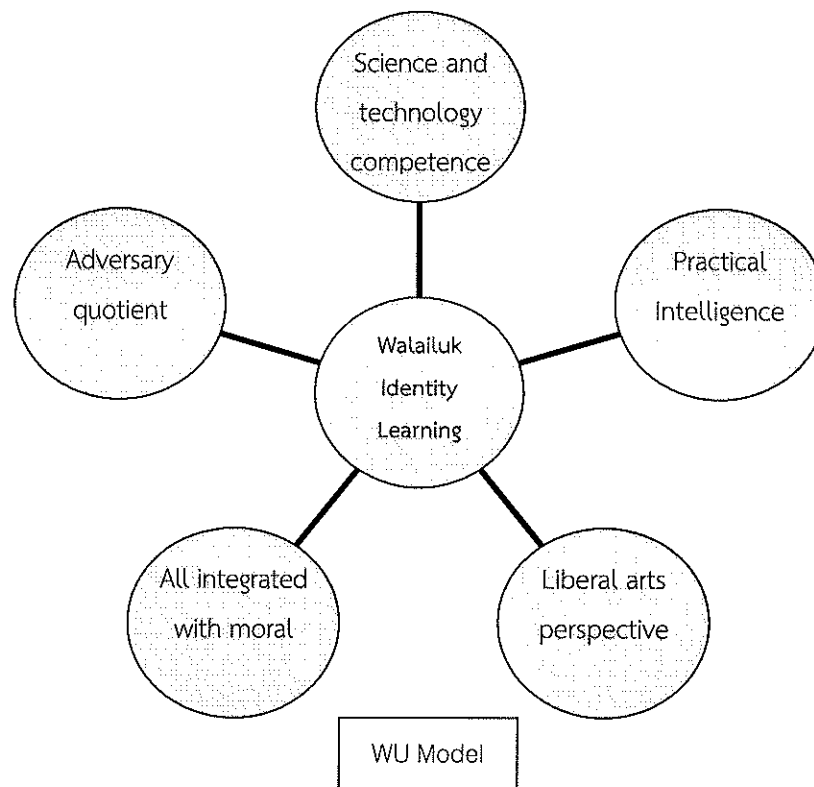 Science and
technology
competence
Adversary
quotient
Practical
Intelligence
Walailuk
Identity
Learning
All integrated
with moral
Liberal arts
perspective
WU Model